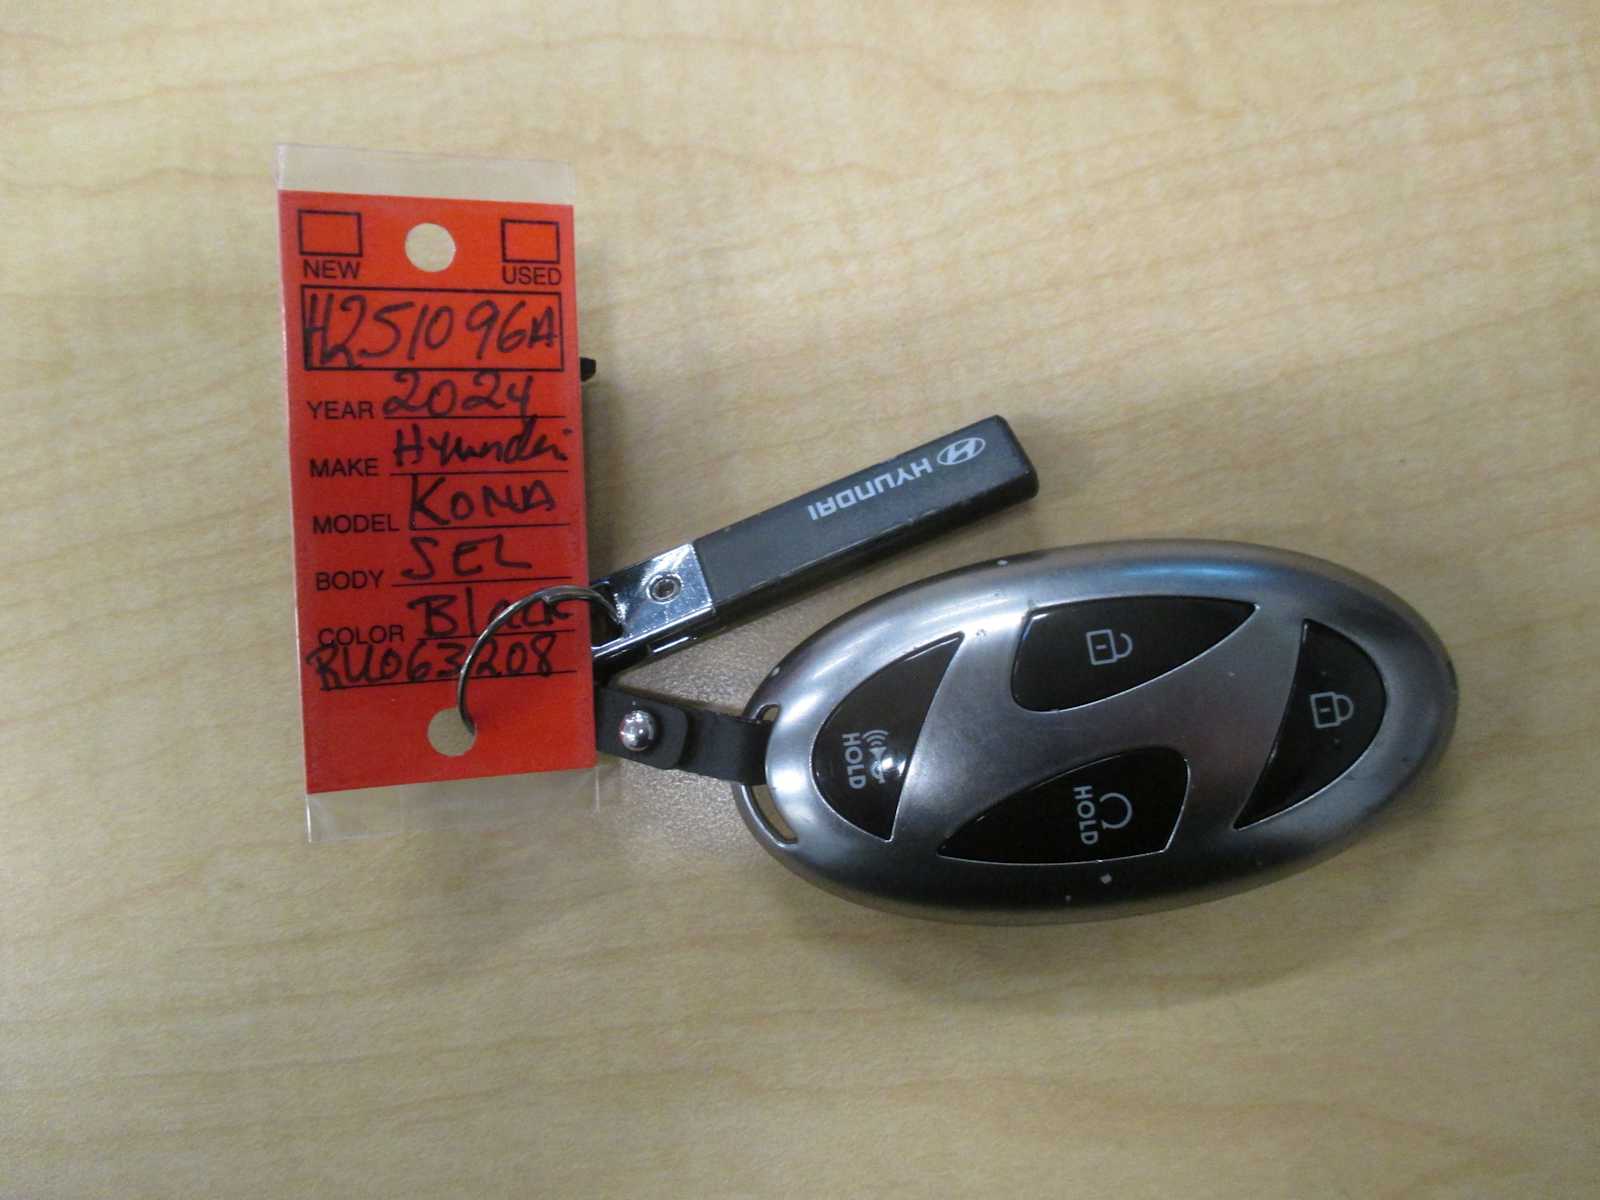 NEW USED
H251096A
YEAR 2024
MAKE Hyundai
MODEL KONA
BODY SEL
COLOR Black
RU063208
HYUNDAI
HOLD
HOLD